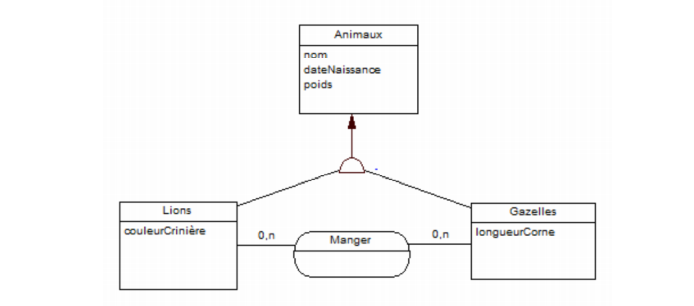 Animaux
nom
dateNaissance
poids
Lions
couleurCrinière
0,n
Manger
0,n
Gazelles
longueurCorne